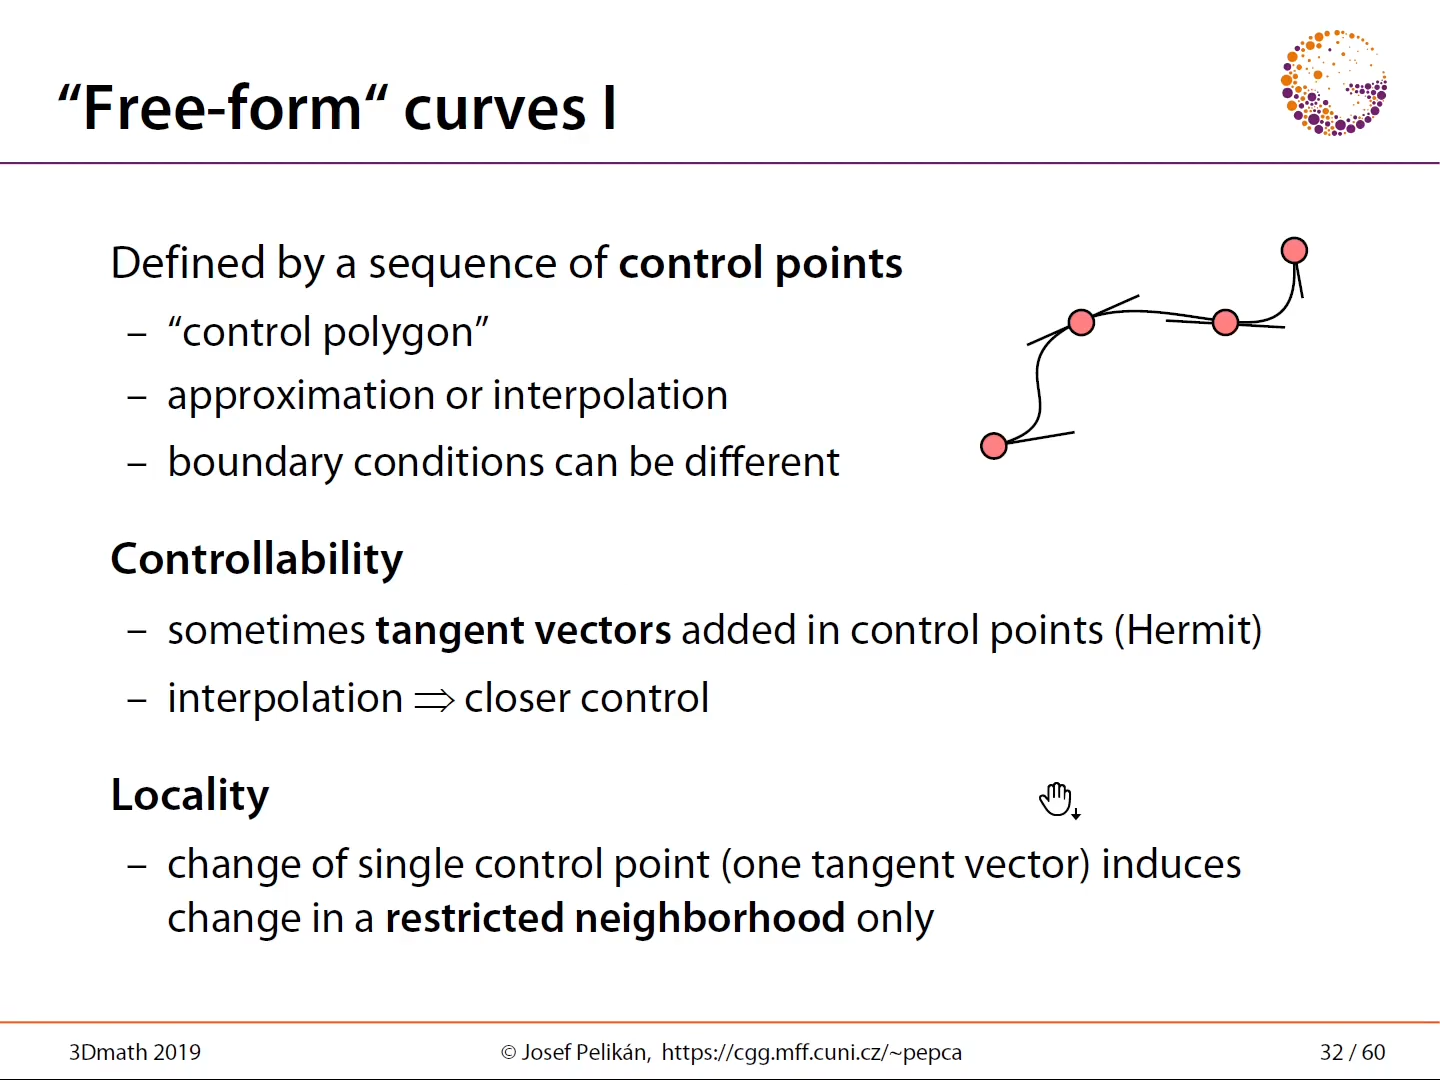 “Free-form“ curves I
Defined by a sequence of control points
– “control polygon”
– approximation or interpolation
– boundary conditions can be different
Controllability
– sometimes tangent vectors added in control points (Hermit)
– interpolation ⇒ closer control
Locality
– change of single control point (one tangent vector) induces
change in a restricted neighborhood only
3Dmath 2019
© Josef Pelikán, https://cgg.mff.cuni.cz/~pepca
32 / 60